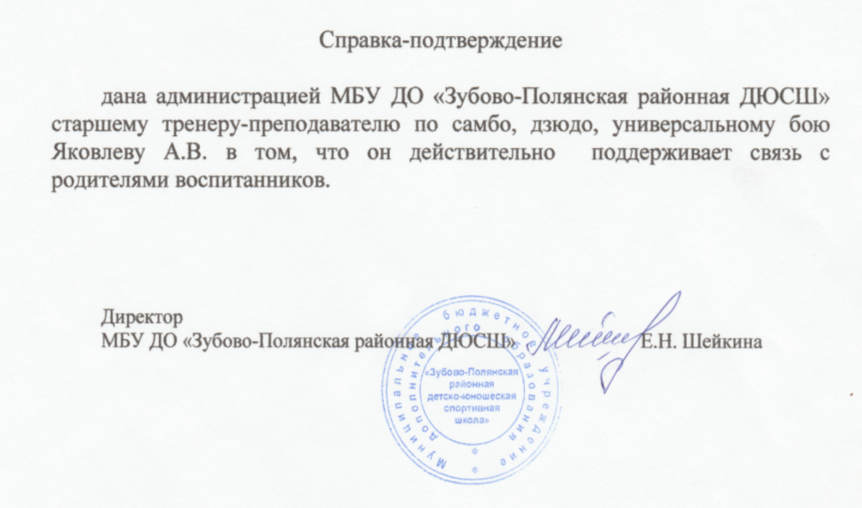 Справка-подтверждение
дана администрацией МБУ ДО «Зубово-Полянская районная ДЮСШ»
старшему тренеру-преподавателю по самбо, дзюдо, универсальному бою
Яковлеву А.В. в том, что он действительно поддерживает связь с
родителями воспитанников.
Директор
МБУ ДО «Зубово-Полянская районная ДЮСШ» Е.Н. Шейкина
Муниципальное бюджетное учреждение
дополнительного образования
«Зубово-Полянская
районная
детско-юношеская
спортивная
школа»